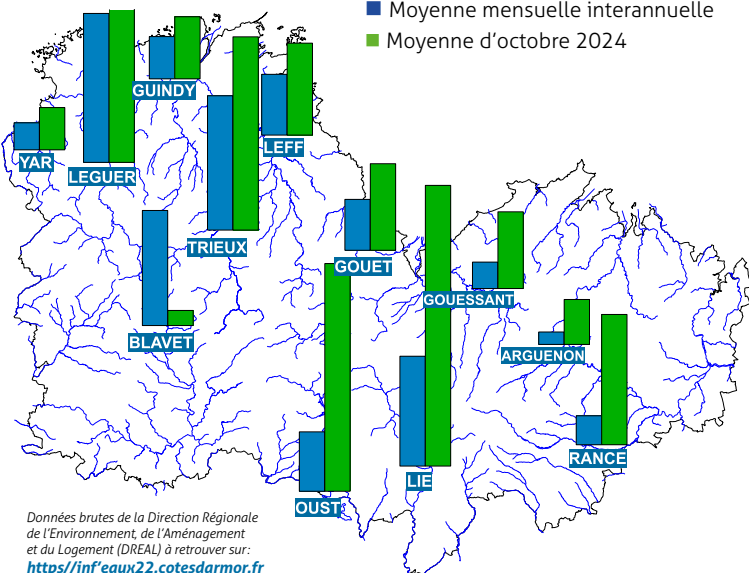 Moyenne mensuelle interannuelle
Moyenne d'octobre 2024
GUINDY
LEFF
YAR
LEGUER
TRIEUX
GOUET
GOUESSANT
BLAVET
ARGUENON
RANCE
LIE
OUST
Données brutes de la Direction Régionale
de l'Environnement, de l'Aménagement
et du Logement (DREAL) à retrouver sur :
https//inf'eaux22.cotesdarmor.fr